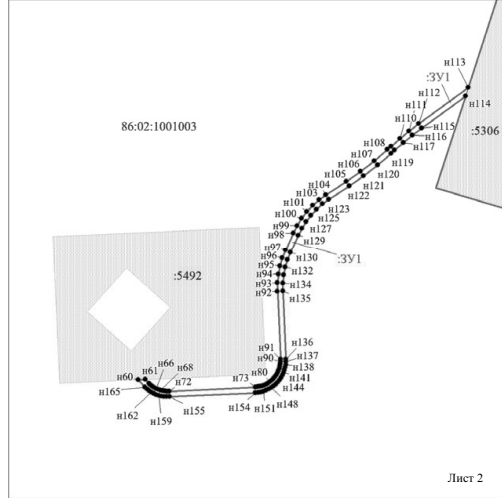 н113
:ЗУ1
н112
н114
н111
н110
н115
:5306
86:02:1001003
н116
н108
н117
н107
н119
н106
н120
н105
н121
н104
н122
н103
н123
н101
н125
н100
н127
н99
н129
н98
:ЗУ1
н97
н130
н96
н132
н95
:5492
н94
н134
н93
н135
н92
н91
н136
н90
н137
н66
н138
н61
н68
н80
н60
н72
н73
н141
н144
н165
н148
н162
н155
н154
н151
н159
Лист 2